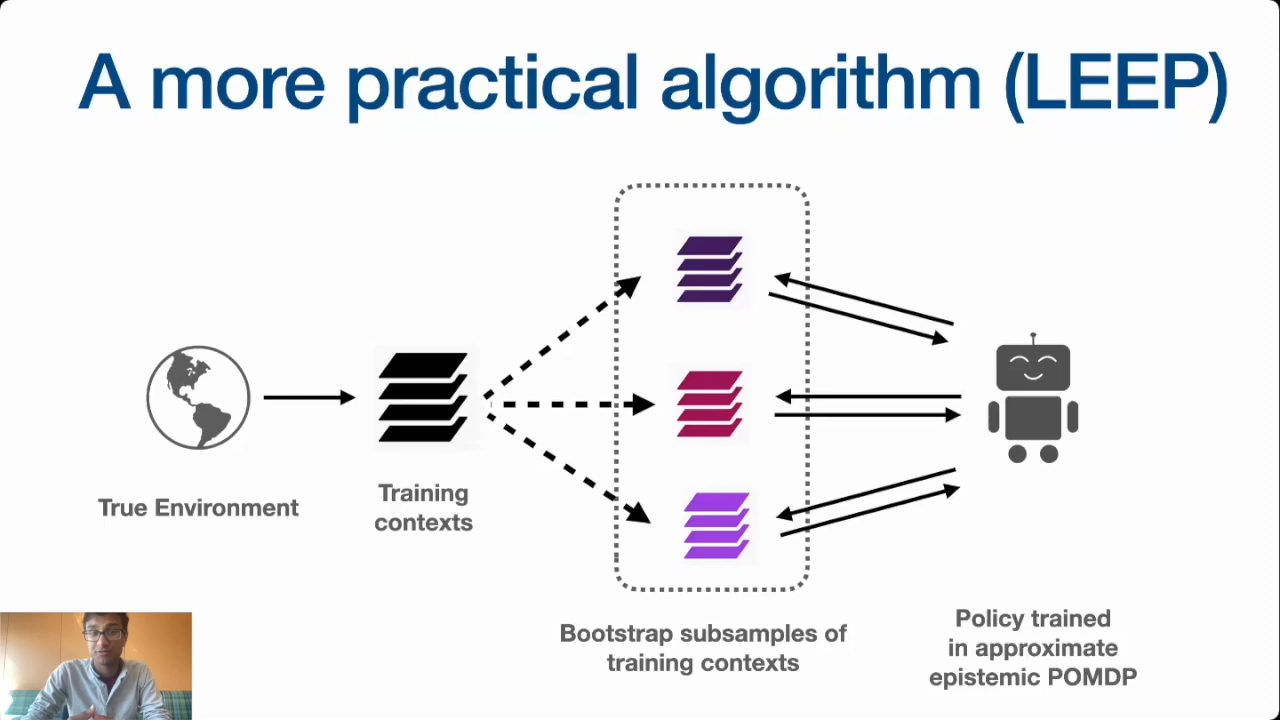 A more practical algorithm (LEEP)
True Environment
Training
contexts
Bootstrap subsamples of
training contexts
Policy trained
in approximate
epistemic POMDP